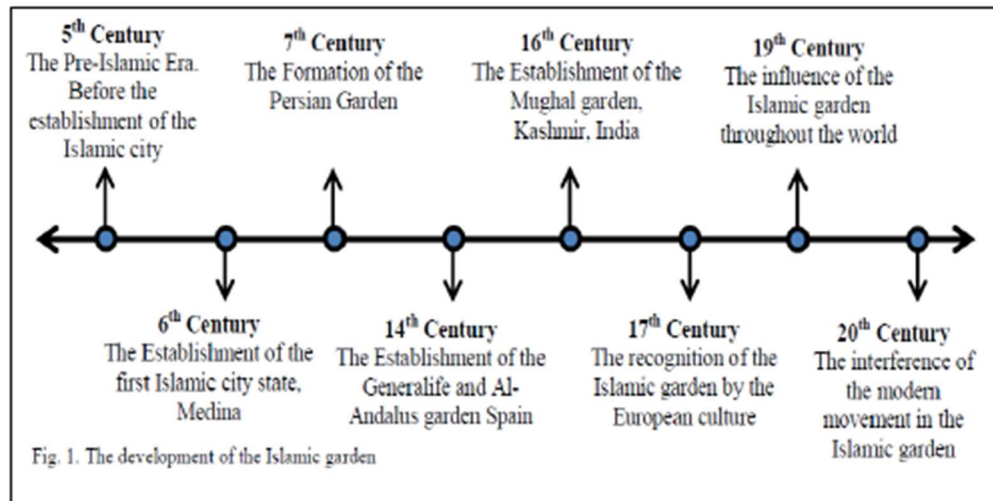 5th Century
The Pre-Islamic Era.
Before the
establishment of the
Islamic city
7th Century
The Formation of the
Persian Garden
16th Century
The Establishment of the
Mughal garden,
Kashmir, India
19th Century
The influence of the
Islamic garden
throughout the world
6th Century
The Establishment of the
first Islamic city state,
Medina
14th Century
The Establishment of the
Generalife and Al-
Andalus garden Spain
17th Century
The recognition of the
Islamic garden by the
European culture
20th Century
The interference of
the modern
movement in the
Islamic garden
Fig. 1. The development of the Islamic garden